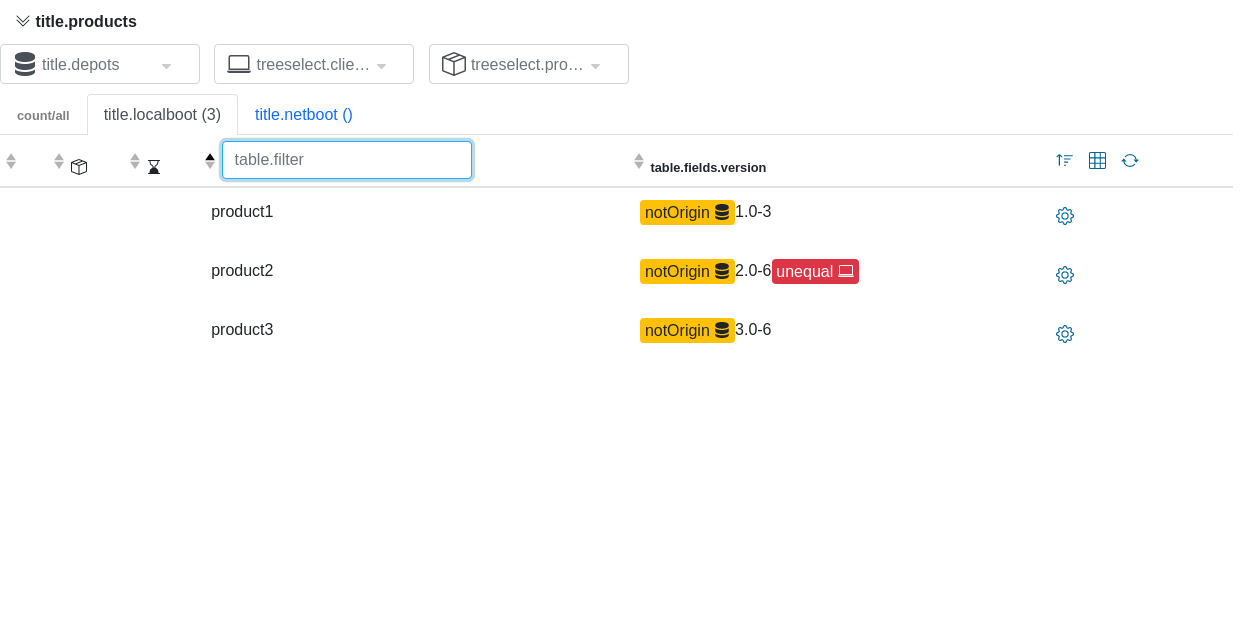 title.products
title.depots treeselect.clie… treeselect.pro…
count/all title.localboot (3) title.netboot ()
table.filter table.fields.version
product1 notOrigin 1.0-3
product2 notOrigin 2.0-6 unequal
product3 notOrigin 3.0-6